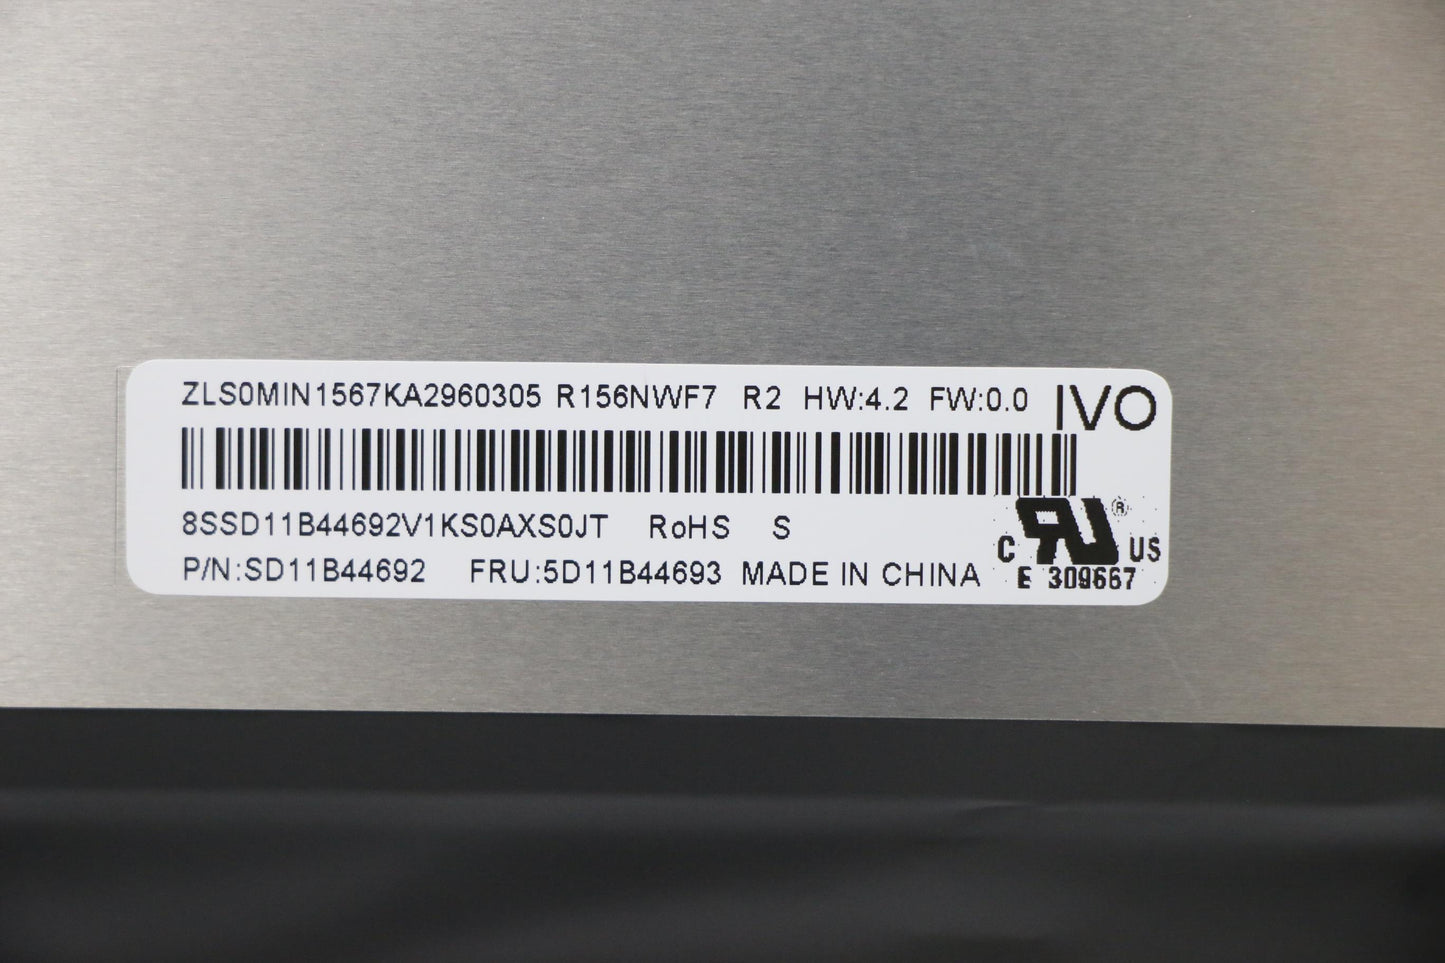 ZLS0MIN1567KA2960305 R156NWF7 R2 HW:4.2 FW:0.0 IVO
8SSD11B44692V1KS0AXS0JT RoHS S
P/N:SD11B44692 FRU:5D11B44693 MADE IN CHINA
C RU ® US
E 309667